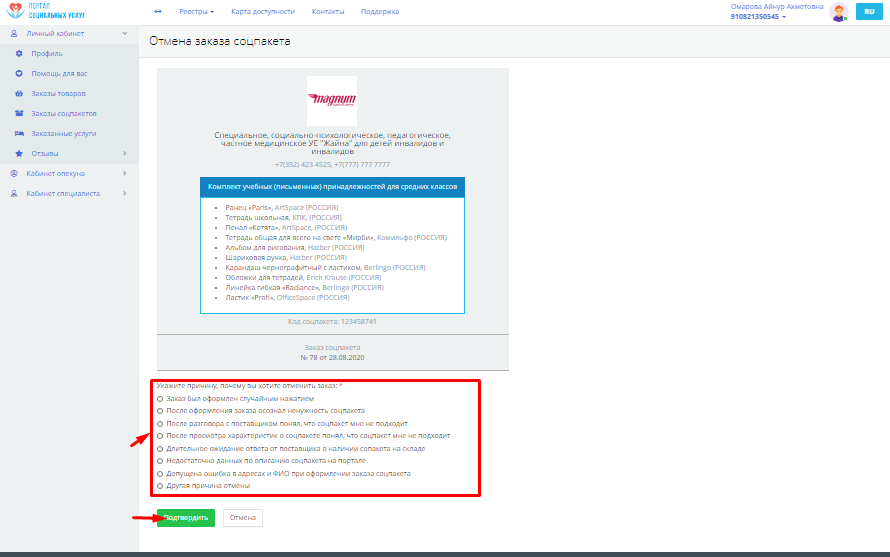 ПОРТАЛ
СОЦИАЛЬНЫХ УСЛУГ
Реестры
Карта доступности
Контакты
Поддержка
Омарова Айнур Ахметовна
910821350545
RU
Личный кабинет
Профиль
Помощь для вас
Заказы товаров
Заказы соцпакетов
Заказанные услуги
Отзывы
Кабинет опекуна
Кабинет специалиста
Отмена заказа соцпакета
magnum
Специальное, социально-психологическое, педагогическое,
частное медицинское УЕ "Жайна" для детей инвалидов и
инвалидов
+7(352) 423 4525, +7(777) 777 7777
Комплект учебных (письменных) принадлежностей для средних классов
Ранец «Paris», ArtSpace (РОССИЯ)
Тетрадь школьная, КПК, (РОССИЯ)
Пенал «Котята», ArtSpace, (РОССИЯ)
Тетрадь общая для всего на свете «Мирби», Комильфо (РОССИЯ)
Альбом для рисования, Hatber (РОССИЯ)
Шариковая ручка, Hatber (РОССИЯ)
Карандаш чернографитный с ластиком, Berlingo (РОССИЯ)
Обложки для тетрадей, Erich Krause (РОССИЯ)
Линейка гибкая «Radiance», Berlingo (РОССИЯ)
Ластик «Profi», OfficeSpace (РОССИЯ)
Код соцпакета: 123458741
Заказ соцпакета
№ 78 от 28.08.2020
Укажите причину, почему вы хотите отменить заказ: *
Заказ был оформлен случайным нажатием
После оформления заказа осознал ненужность соцпакета
После разговора с поставщиком понял, что соцпакет мне не подходит
После просмотра характеристик о соцпакете понял, что соцпакет мне не подходит
Длительное ожидание ответа от поставщика о наличии сопакета на складе
Недостаточно данных по описанию соцпакета на портале
Допущена ошибка в адресах и ФИО при оформлении заказа соцпакета
Другая причина отмены
Подтвердить
Отмена